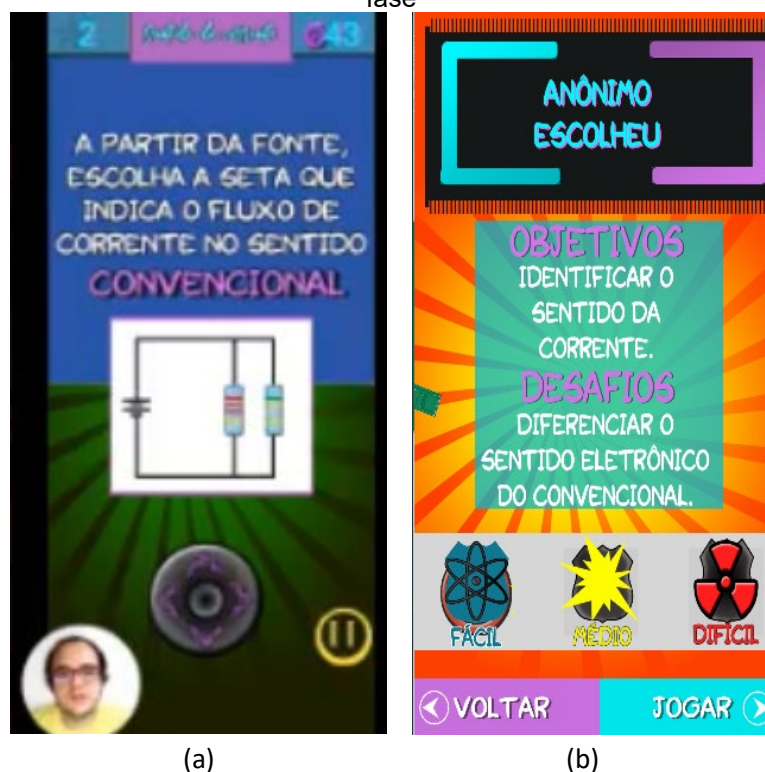 fase
2
43
A PARTIR DA FONTE,
ESCOLHA A SETA QUE
INDICA O FLUXO DE
CORRENTE NO SENTIDO
CONVENCIONAL
ANÔNIMO
ESCOLHEU
OBJETIVOS
IDENTIFICAR O
SENTIDO DA
CORRENTE.
DESAFIOS
DIFERENCIAR O
SENTIDO ELETRÔNICO
DO CONVENCIONAL.
FÁCIL
MÉDIO
DIFÍCIL
VOLTAR
JOGAR
(a)
(b)